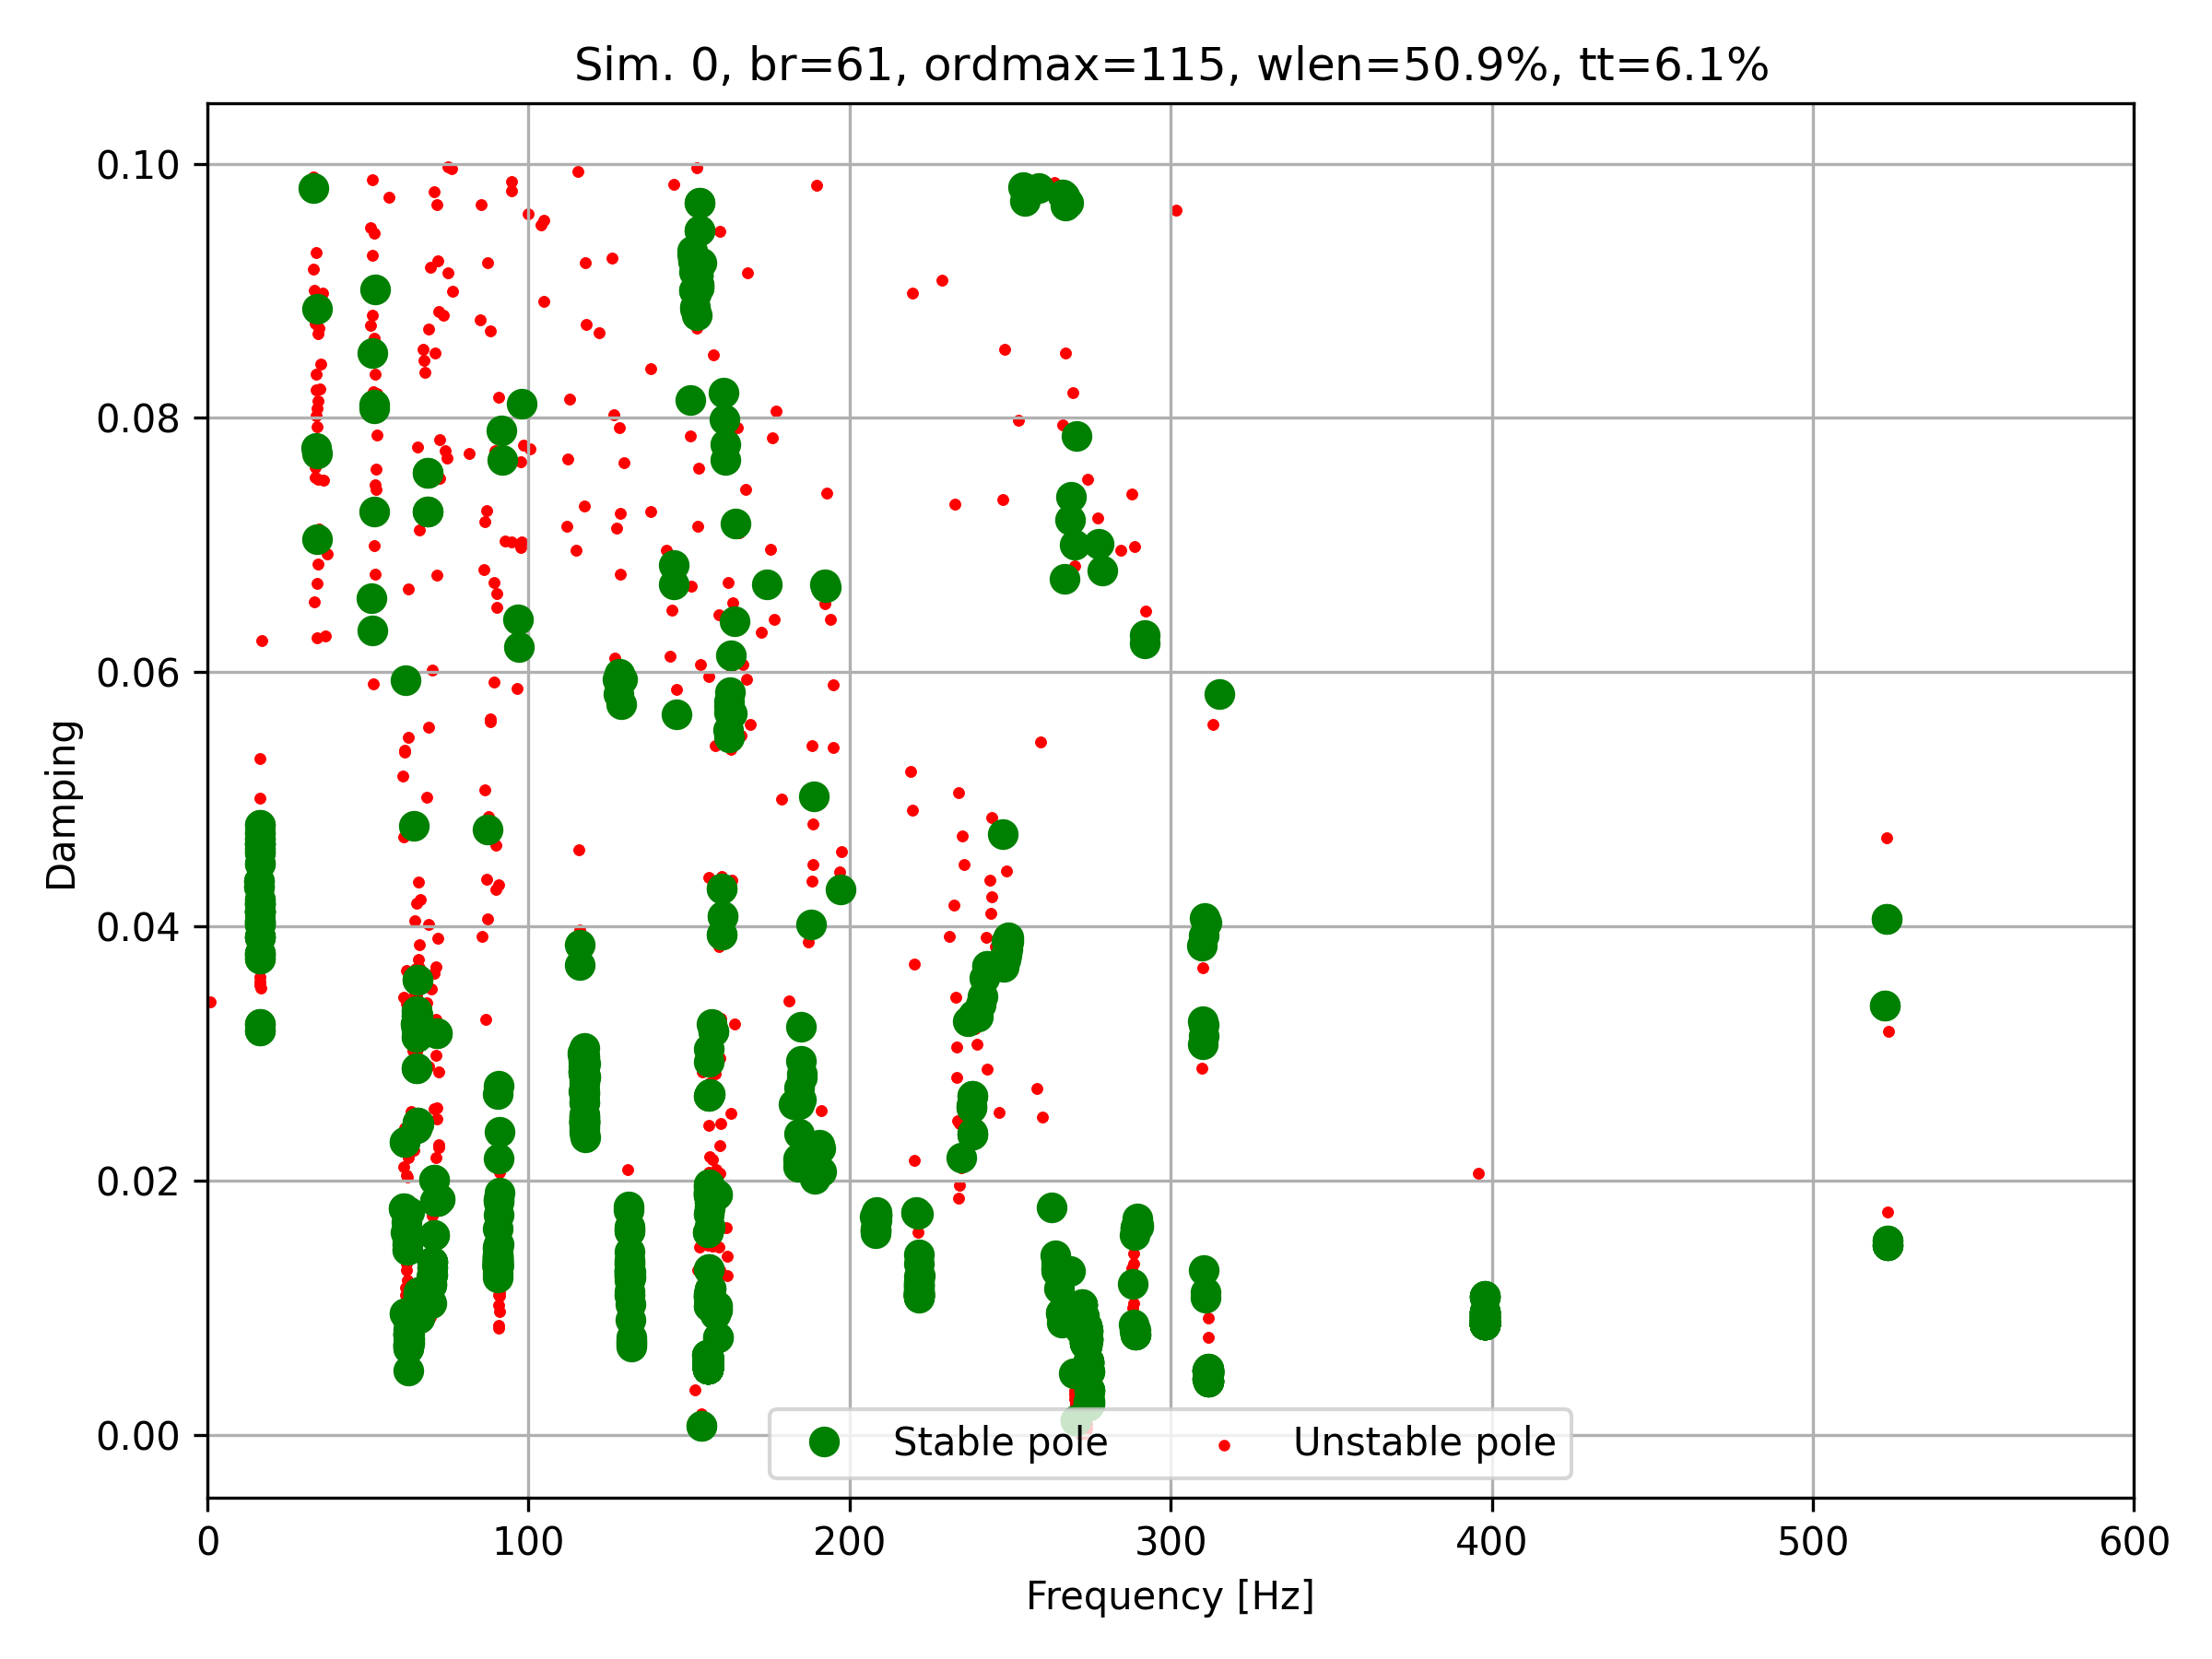 Sim. 0, br=61, ordmax=115, wlen=50.9%, tt=6.1%
Damping
0.10
0.08
0.06
0.04
0.02
0.00
Stable pole Unstable pole
0 100 200 300 400 500 600
Frequency [Hz]